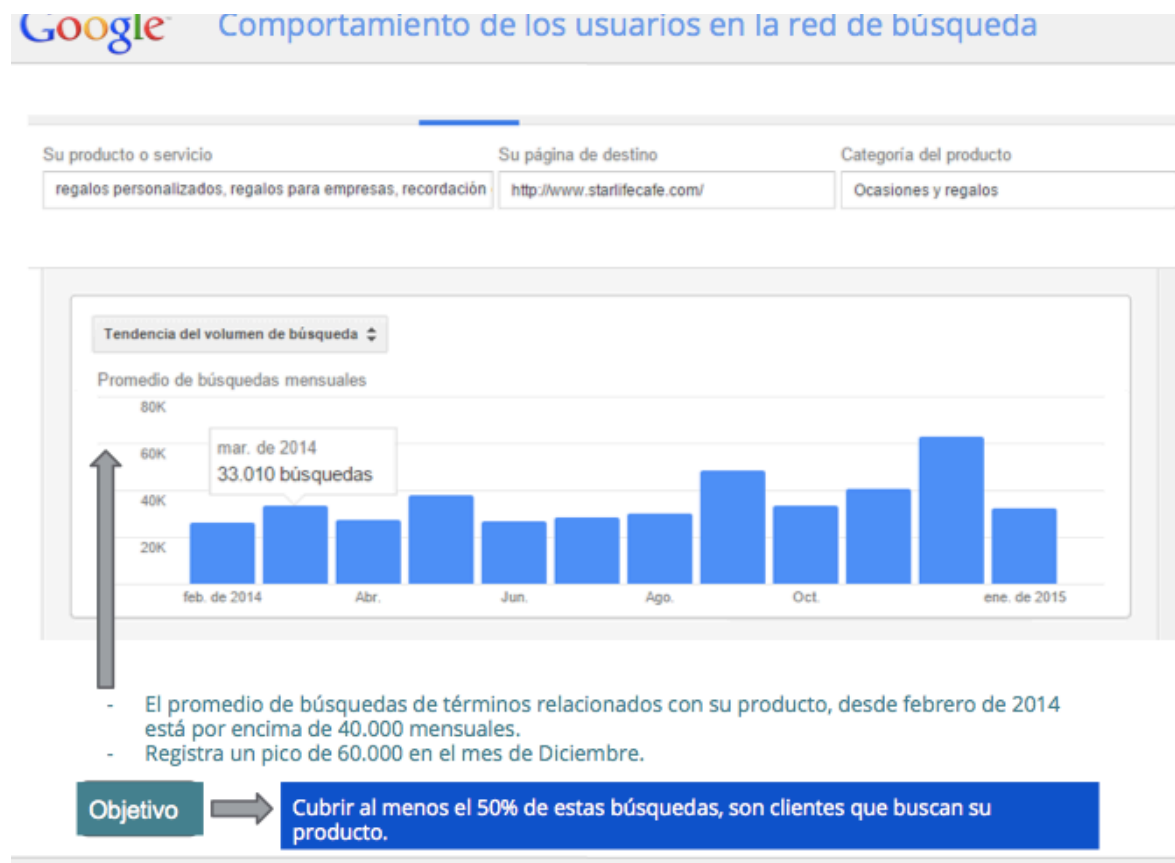 Google Comportamiento de los usuarios en la red de búsqueda
Su producto o servicio
Su página de destino
Categoría del producto
regalos personalizados, regalos para empresas, recordación
http://www.starlifecafe.com/
Ocasiones y regalos
Tendencia del volumen de búsqueda
Promedio de búsquedas mensuales
80K
60K
40K
20K
mar. de 2014
33.010 búsquedas
feb. de 2014
Abr.
Jun.
Ago.
Oct.
ene. de 2015
- El promedio de búsquedas de términos relacionados con su producto, desde febrero de 2014
está por encima de 40.000 mensuales.
- Registra un pico de 60.000 en el mes de Diciembre.
Objetivo
Cubrir al menos el 50% de estas búsquedas, son clientes que buscan su
producto.